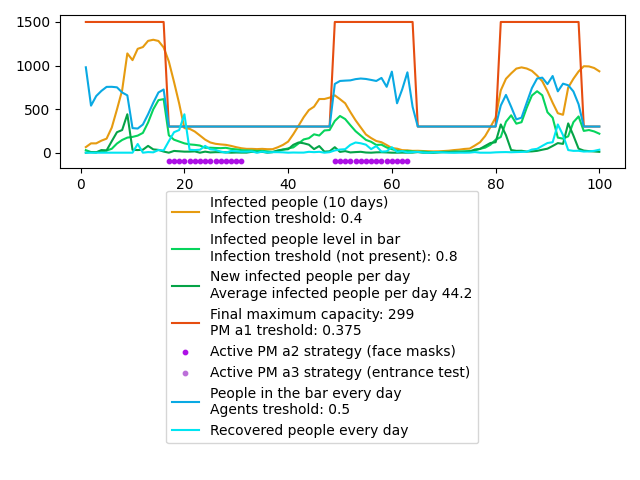 1500
1000
500
0
0
20
40
60
80
100
Infected people (10 days)
Infection treshold: 0.4
Infected people level in bar
Infection treshold (not present): 0.8
New infected people per day
Average infected people per day 44.2
Final maximum capacity: 299
PM a1 treshold: 0.375
Active PM a2 strategy (face masks)
Active PM a3 strategy (entrance test)
People in the bar every day
Agents treshold: 0.5
Recovered people every day